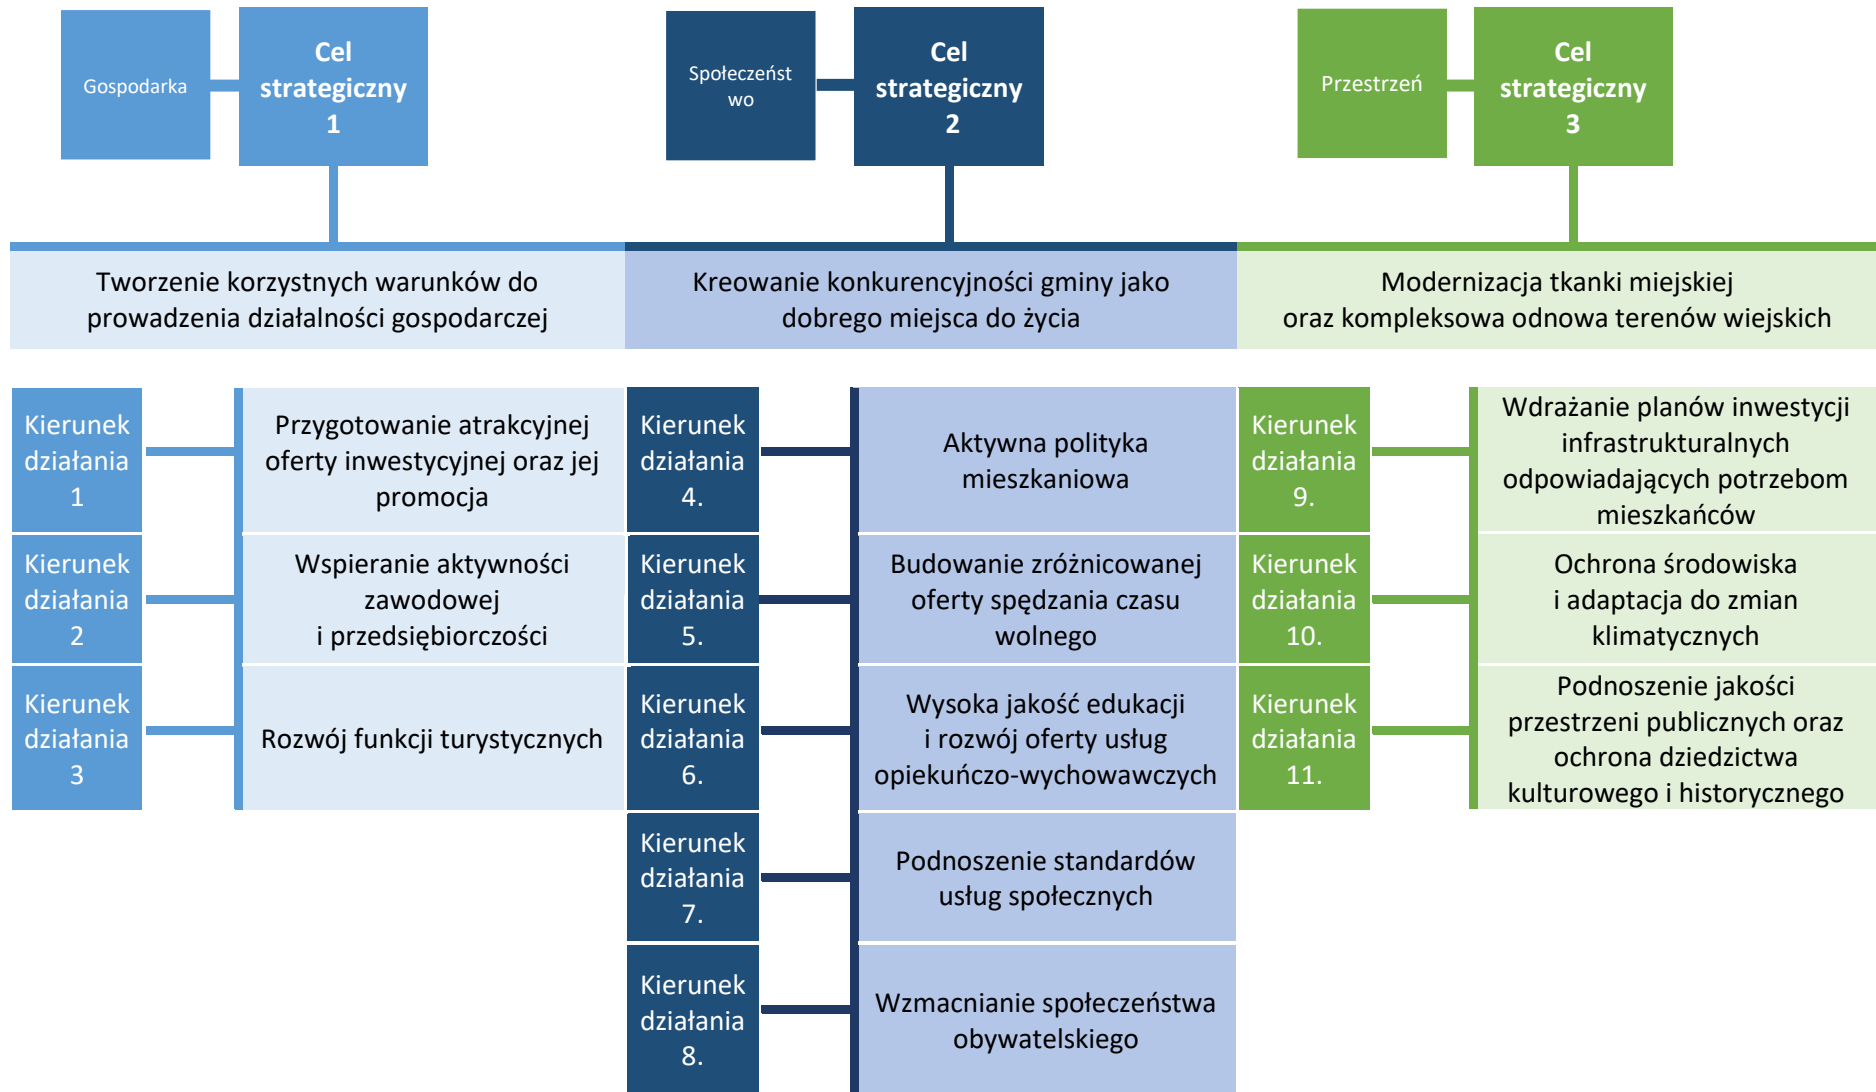 Gospodarka
Cel
strategiczny
1
Społeczeńst
wo
Cel
strategiczny
2
Przestrzeń
Cel
strategiczny
3
Tworzenie korzystnych warunków do
prowadzenia działalności gospodarczej
Kreowanie konkurencyjności gminy jako
dobrego miejsca do życia
Modernizacja tkanki miejskiej
oraz kompleksowa odnowa terenów wiejskich
Kierunek
działania
1
Przygotowanie atrakcyjnej
oferty inwestycyjnej oraz jej
promocja
Kierunek
działania
2
Wspieranie aktywności
zawodowej
i przedsiębiorczości
Kierunek
działania
3
Rozwój funkcji turystycznych
Kierunek
działania
4.
Aktywna polityka
mieszkaniowa
Kierunek
działania
5.
Budowanie zróżnicowanej
oferty spędzania czasu
wolnego
Kierunek
działania
6.
Wysoka jakość edukacji
i rozwój oferty usług
opiekuńczo-wychowawczych
Kierunek
działania
7.
Podnoszenie standardów
usług społecznych
Kierunek
działania
8.
Wzmacnianie społeczeństwa
obywatelskiego
Kierunek
działania
9.
Wdrażanie planów inwestycji
infrastrukturalnych
odpowiadających potrzebom
mieszkańców
Kierunek
działania
10.
Ochrona środowiska
i adaptacja do zmian
klimatycznych
Kierunek
działania
11.
Podnoszenie jakości
przestrzeni publicznych oraz
ochrona dziedzictwa
kulturowego i historycznego